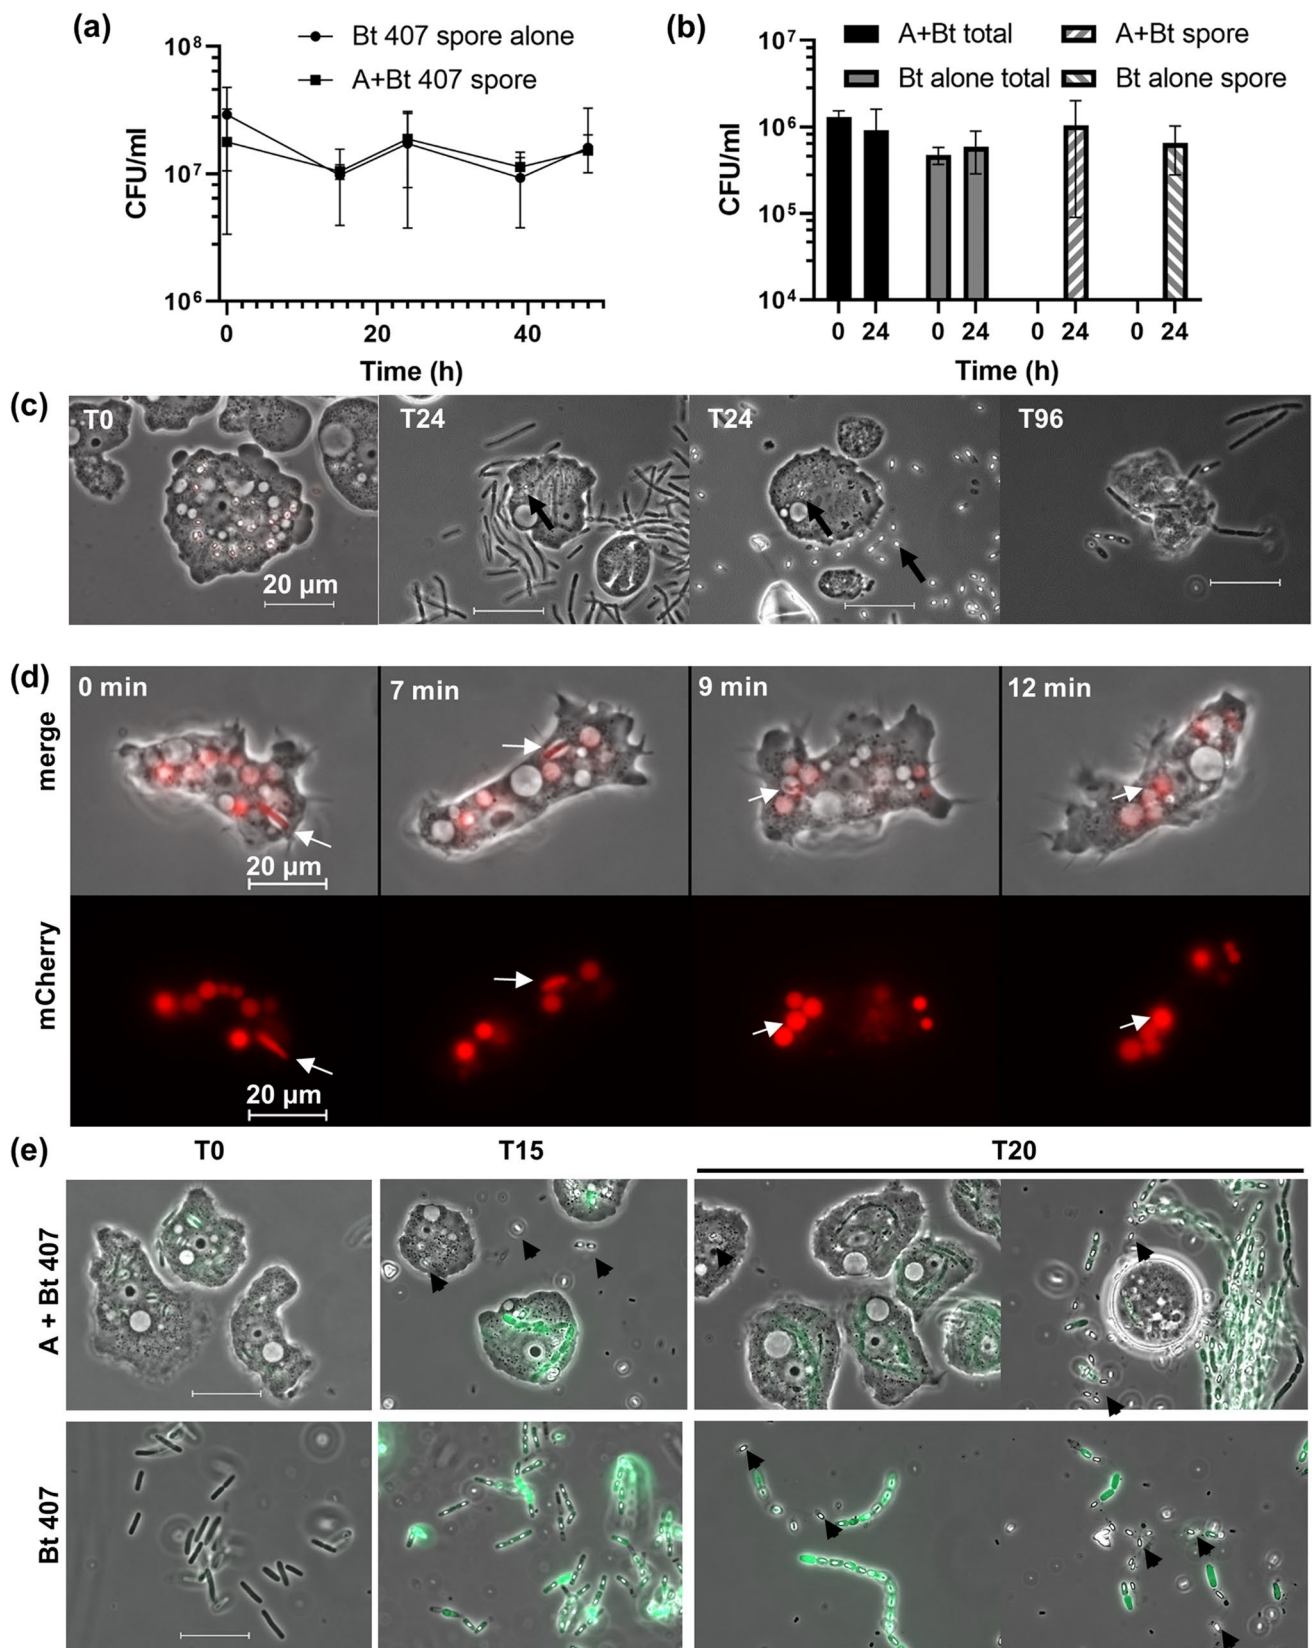 (a)
Bt 407 spore alone
A+Bt 407 spore
10⁸
10⁷
10⁶
CFU/ml
0 20 40
Time (h)
(b)
A+Bt total A+Bt spore
Bt alone total Bt alone spore
10⁷
10⁶
10⁵
10⁴
CFU/ml
0 24 0 24 0 24 0 24
Time (h)
(c)
T0 T24 T24 T96
20 µm
(d)
merge
0 min 7 min 9 min 12 min
20 µm
mCherry
20 µm
(e)
T0 T15 T20
A + Bt 407
Bt 407